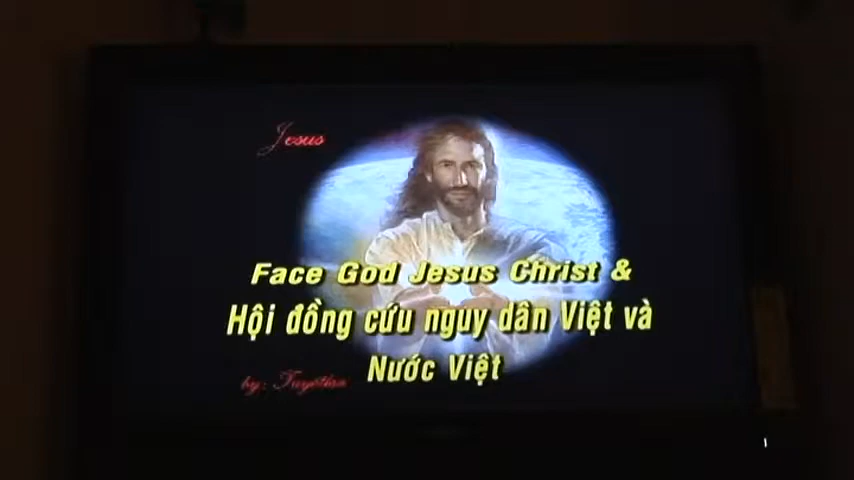 Jesus
Face God Jesus Christ &
Hội đồng cứu nguy dân Việt và
Nước Việt
by: